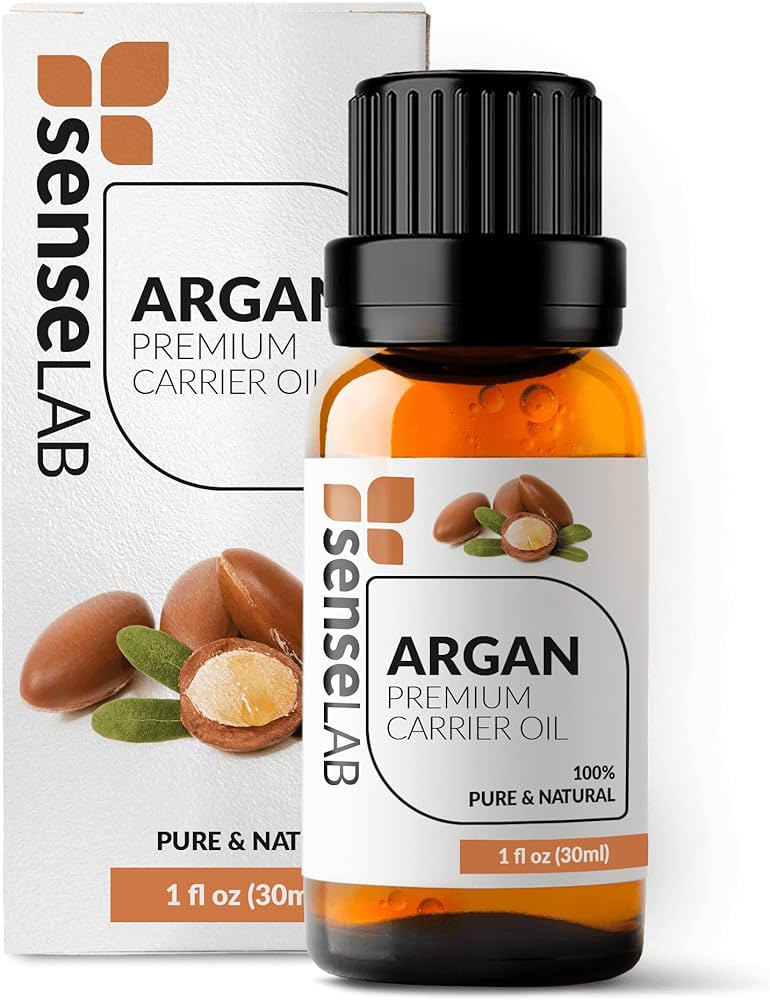 senseLAB
ARGAN
PREMIUM
CARRIER OIL
PURE & NAT
1 fl oz (30m
senseLAB
ARGAN
PREMIUM
CARRIER OIL
100%
PURE & NATURAL
1 fl oz (30ml)